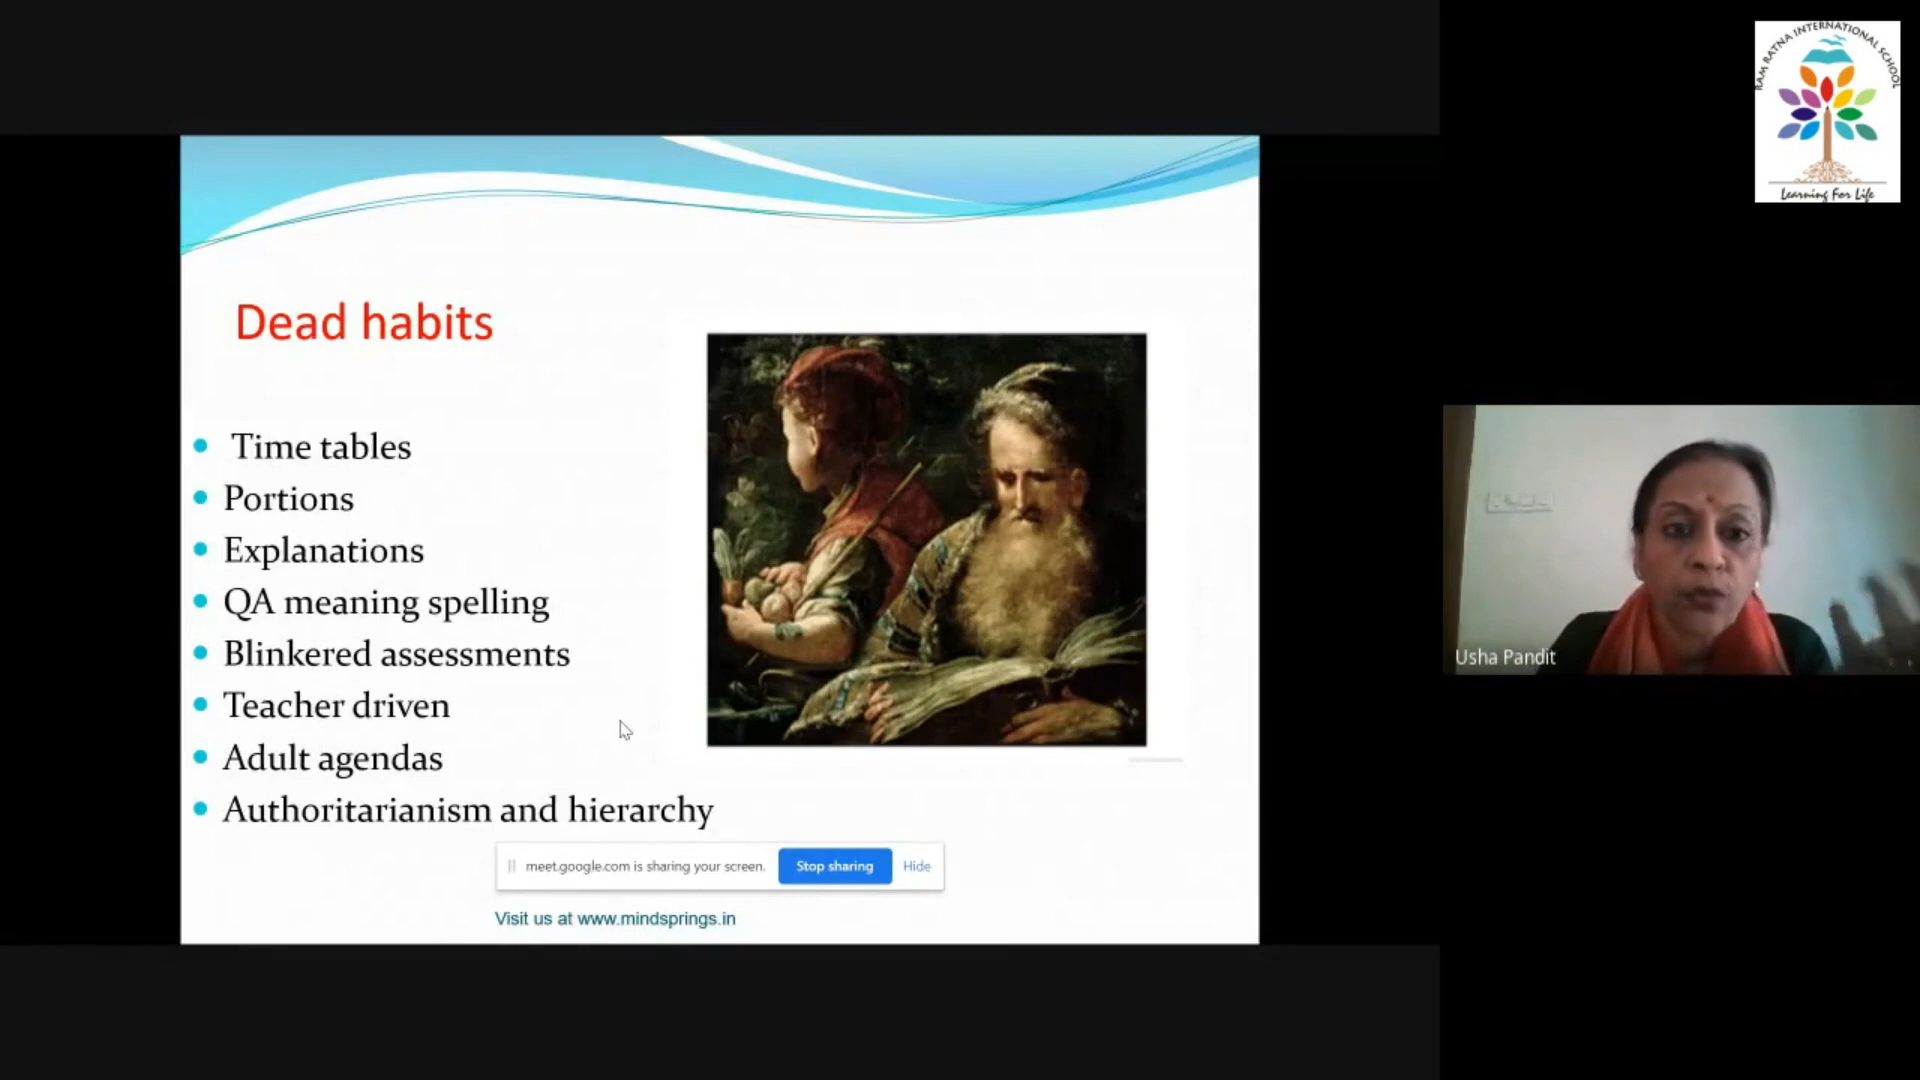 RAM RATNA INTERNATIONAL SCHOOL
Learning For Life
Dead habits
Time tables
Portions
Explanations
QA meaning spelling
Blinkered assessments
Teacher driven
Adult agendas
Authoritarianism and hierarchy
meet.google.com is sharing your screen. Stop sharing Hide
Visit us at www.mindsprings.in
Usha Pandit